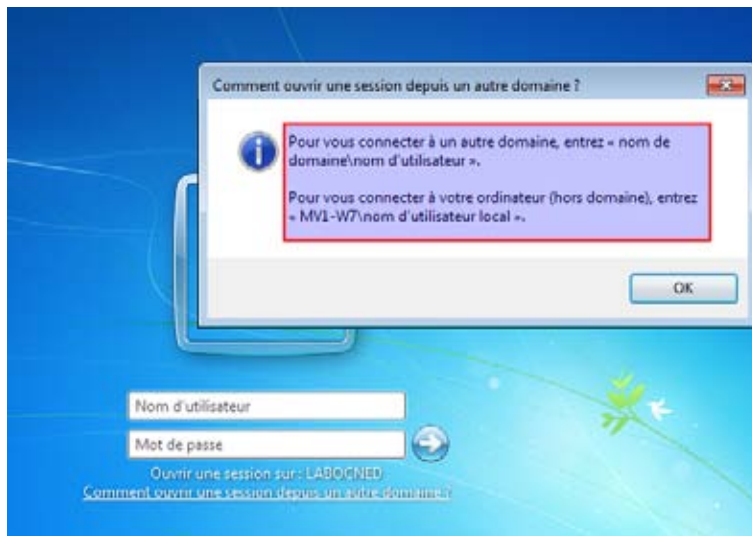 Comment ouvrir une session depuis un autre domaine ?
Pour vous connecter à un autre domaine, entrez « nom de
domaine\nom d'utilisateur ».
Pour vous connecter à votre ordinateur (hors domaine), entrez
« MV1-W7\nom d'utilisateur local ».
OK
Nom d'utilisateur
Mot de passe
Ouvrir une session sur : LABOCNED
Comment ouvrir une session depuis un autre domaine ?